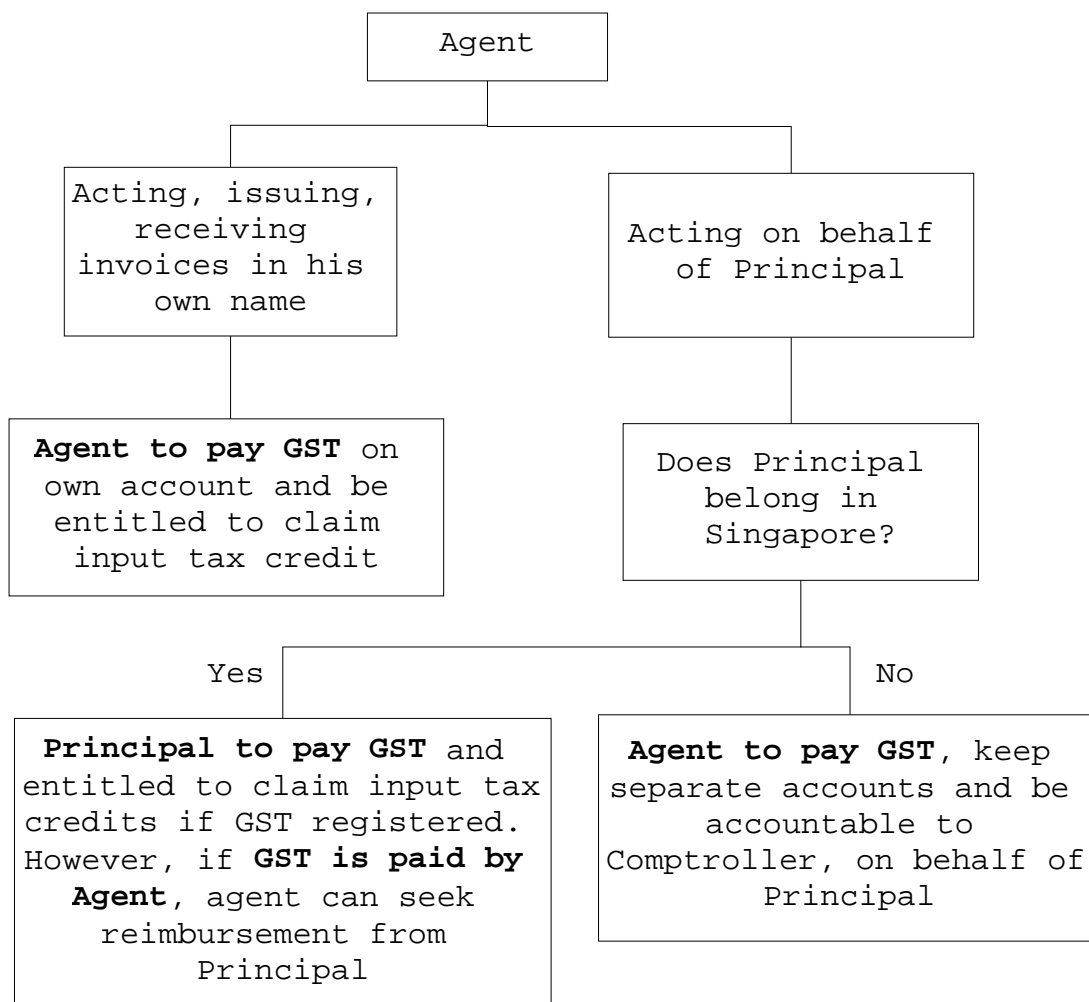 Agent
Acting, issuing,
receiving
invoices in his
own name
Acting on behalf
of Principal
Agent to pay GST on
own account and be
entitled to claim
input tax credit
Does Principal
belong in
Singapore?
Yes
No
Principal to pay GST and
entitled to claim input tax
credits if GST registered.
However, if GST is paid by
Agent, agent can seek
reimbursement from
Principal
Agent to pay GST, keep
separate accounts and be
accountable to
Comptroller, on behalf of
Principal